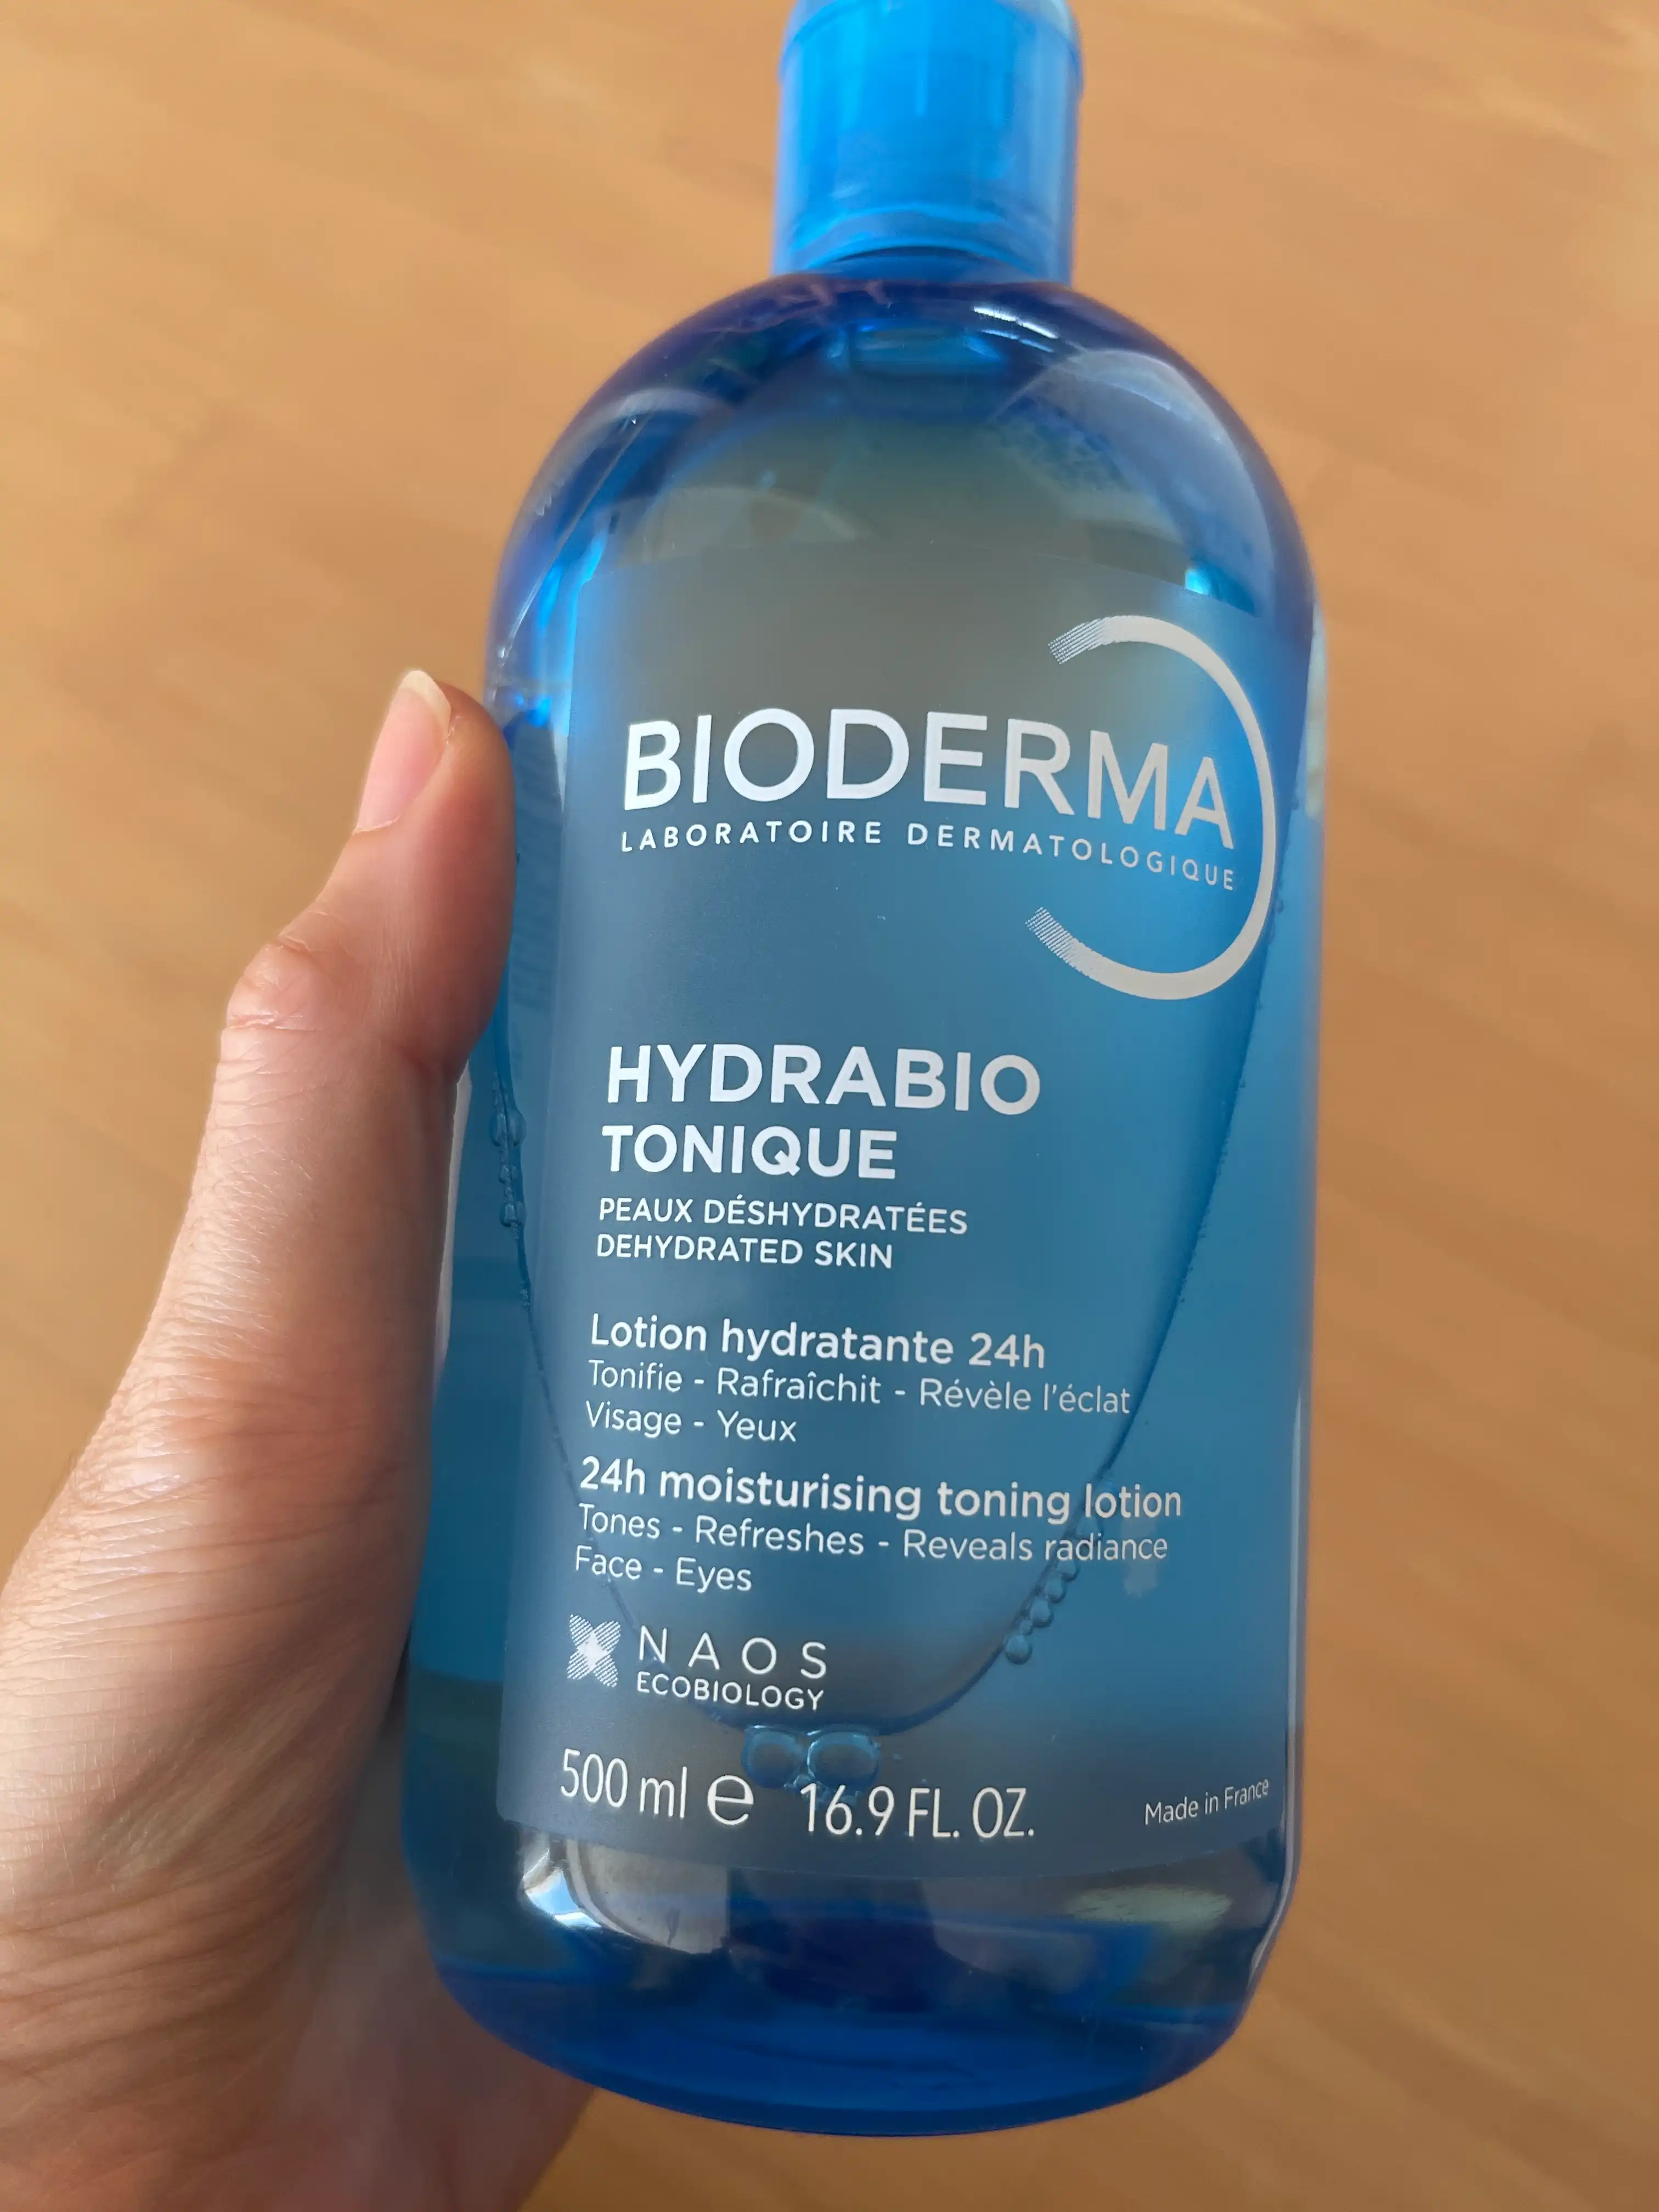 BIODERMA
LABORATOIRE DERMATOLOGIQUE
HYDRABIO
TONIQUE
PEAUX DÉSHYDRATÉES
DEHYDRATED SKIN
Lotion hydratante 24h
Tonifie - Rafraîchit - Révèle l'éclat
Visage - Yeux
24h moisturising toning lotion
Tones - Refreshes - Reveals radiance
Face - Eyes
NAOS
ECOBIOLOGY
500 ml ℮ 16.9 FL. OZ.
Made in France